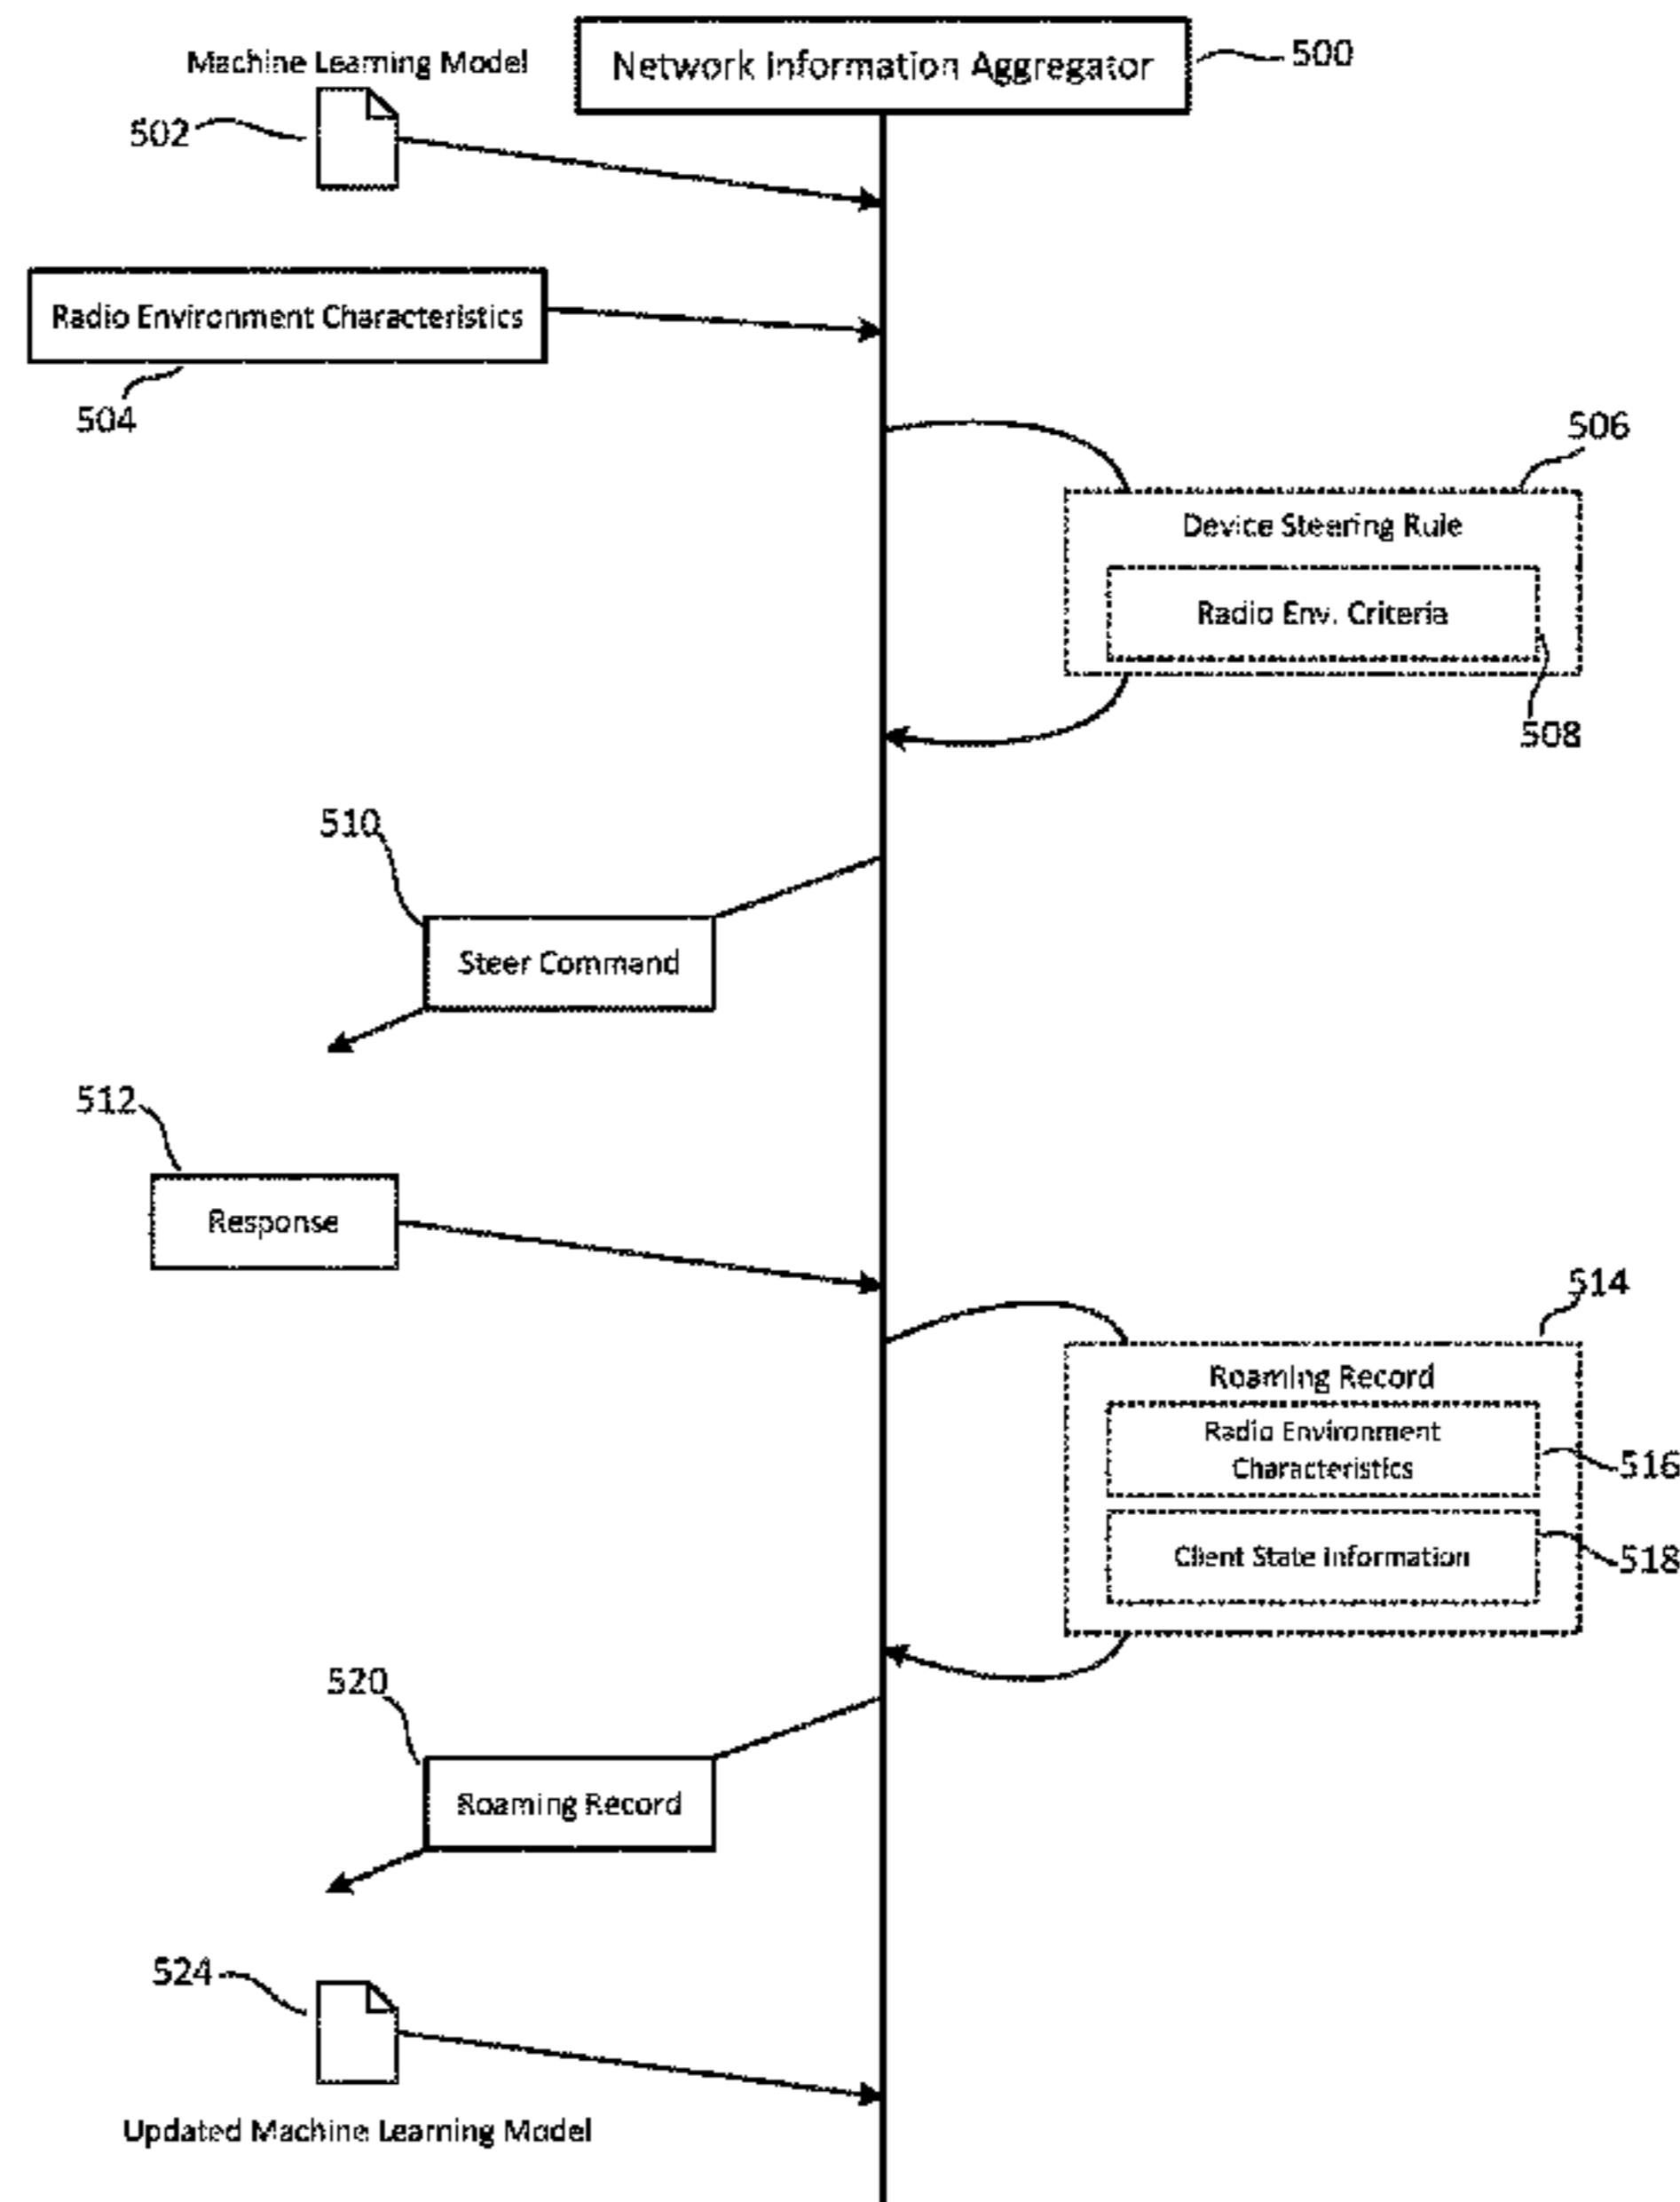 Machine Learning Model
Network Information Aggregator
500
502
Radio Environment Characteristics
504
506
Device Steering Rule
Radio Env. Criteria
508
510
Steer Command
512
Response
514
Roaming Record
Radio Environment
Characteristics
516
Client State Information
518
520
Roaming Record
524
Updated Machine Learning Model